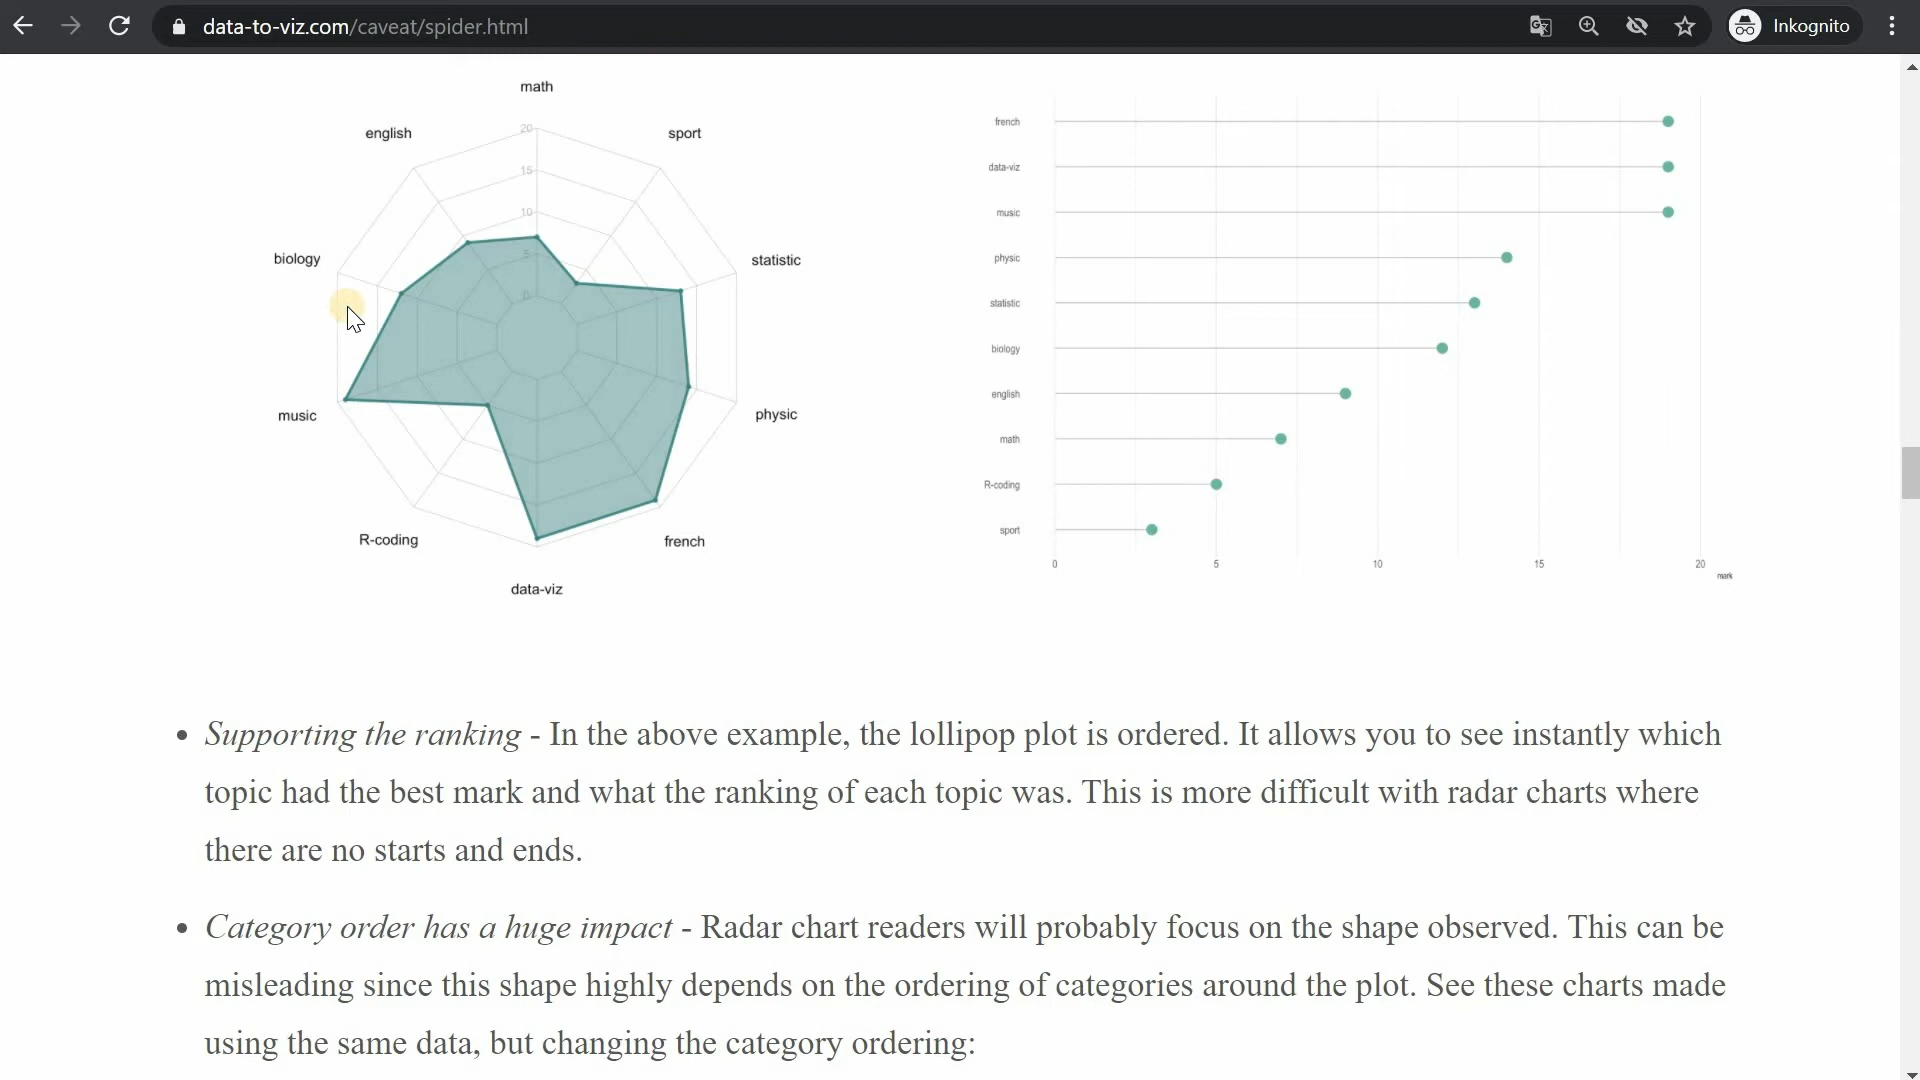 data-to-viz.com/caveat/spider.html
Inkognito
math
english
sport
20
15
10
5
0
biology
statistic
music
physic
R-coding
french
data-viz
french
data-viz
music
physic
statistic
biology
english
math
R-coding
sport
0 5 10 15 20
mark
• Supporting the ranking - In the above example, the lollipop plot is ordered. It allows you to see instantly which
topic had the best mark and what the ranking of each topic was. This is more difficult with radar charts where
there are no starts and ends.
• Category order has a huge impact - Radar chart readers will probably focus on the shape observed. This can be
misleading since this shape highly depends on the ordering of categories around the plot. See these charts made
using the same data, but changing the category ordering: